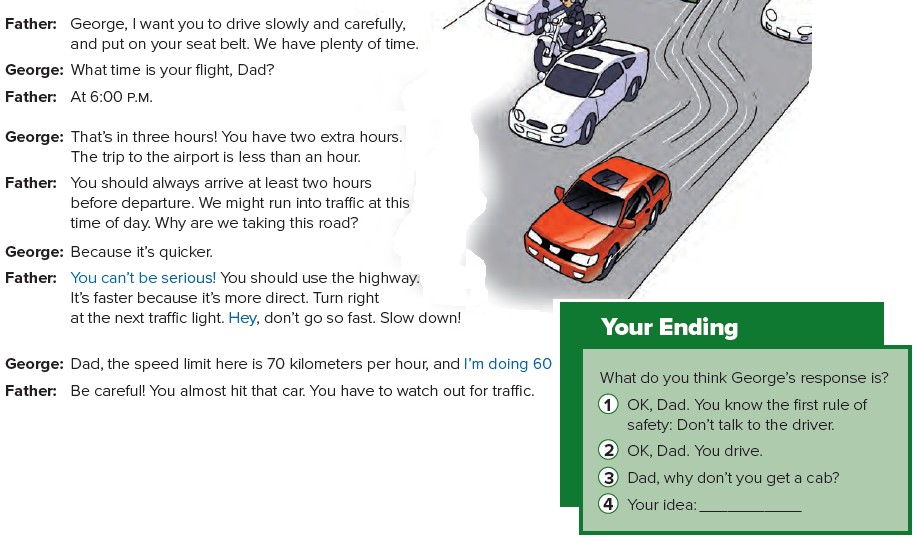 Father: George, I want you to drive slowly and carefully,
and put on your seat belt. We have plenty of time.
George: What time is your flight, Dad?
Father: At 6:00 P.M.
George: That's in three hours! You have two extra hours.
The trip to the airport is less than an hour.
Father: You should always arrive at least two hours
before departure. We might run into traffic at this
time of day. Why are we taking this road?
George: Because it's quicker.
Father: You can't be serious! You should use the highway.
It's faster because it's more direct. Turn right
at the next traffic light. Hey, don't go so fast. Slow down!
George: Dad, the speed limit here is 70 kilometers per hour, and I'm doing 60
Father: Be careful! You almost hit that car. You have to watch out for traffic.
Your Ending
What do you think George's response is?
1 OK, Dad. You know the first rule of
safety: Don't talk to the driver.
2 OK, Dad. You drive.
3 Dad, why don't you get a cab?
4 Your idea: ____________